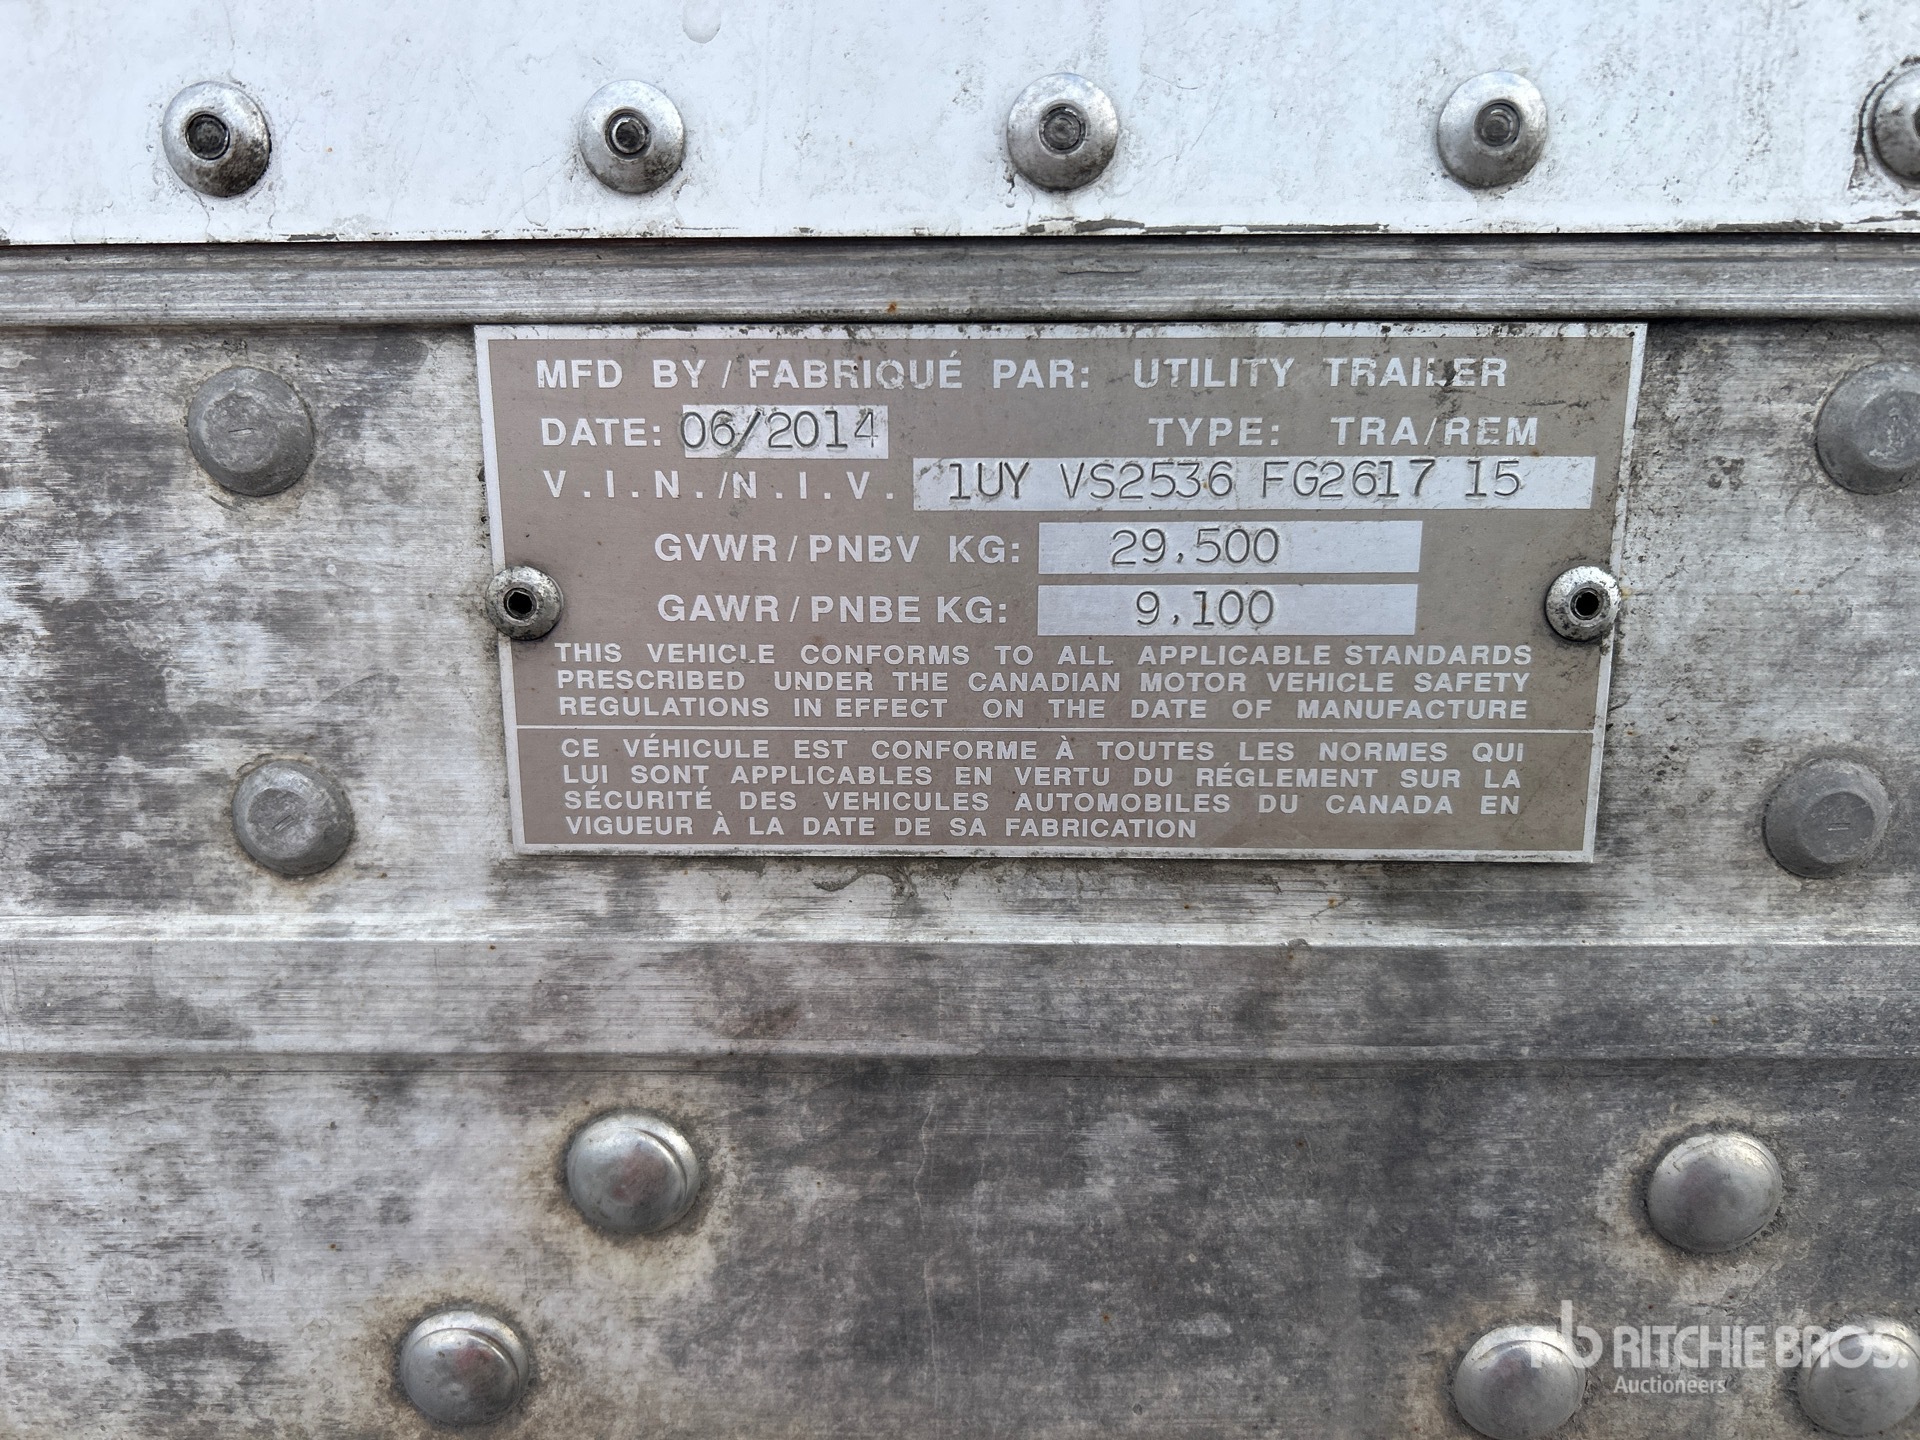 MFD BY / FABRIQUÉ PAR: UTILITY TRAILER
DATE: 06/2014 TYPE: TRA/REM
V.I.N./N.I.V. 1UY VS2536 FG2617 15
GVWR/PNBV KG: 29,500
GAWR/PNBE KG: 9,100
THIS VEHICLE CONFORMS TO ALL APPLICABLE STANDARDS
PRESCRIBED UNDER THE CANADIAN MOTOR VEHICLE SAFETY
REGULATIONS IN EFFECT ON THE DATE OF MANUFACTURE
CE VÉHICULE EST CONFORME À TOUTES LES NORMES QUI
LUI SONT APPLICABLES EN VERTU DU RÉGLEMENT SUR LA
SÉCURITÉ DES VEHICULES AUTOMOBILES DU CANADA EN
VIGUEUR À LA DATE DE SA FABRICATION
rb RITCHIE BROS.
Auctioneers